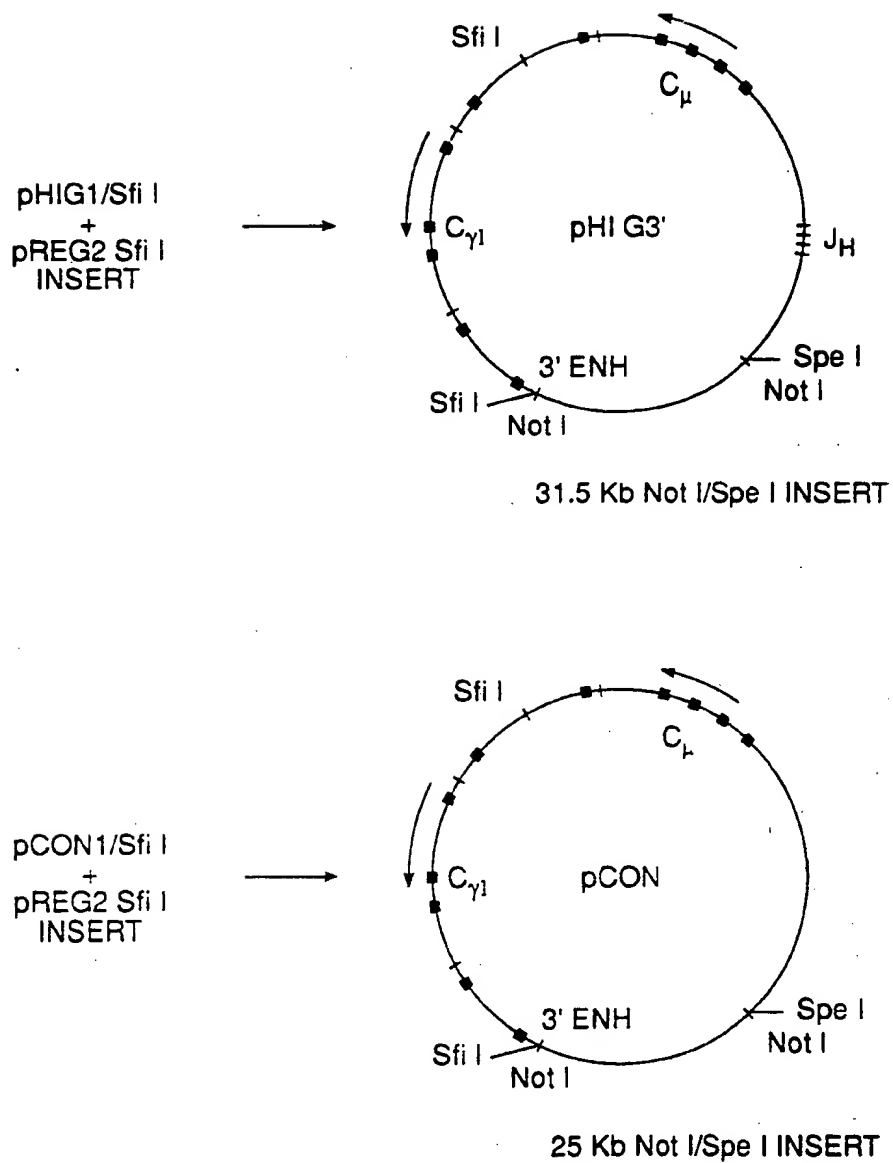 pHIG1/Sfi I
+
pREG2 Sfi I
INSERT
Sfi I
Cμ
Cγ1
pHI G3'
JH
3' ENH
Spe I
Not I
Sfi I
Not I
31.5 Kb Not I/Spe I INSERT
pCON1/Sfi I
+
pREG2 Sfi I
INSERT
Sfi I
Cμ
Cγ1
pCON
3' ENH
Spe I
Not I
Sfi I
Not I
25 Kb Not I/Spe I INSERT